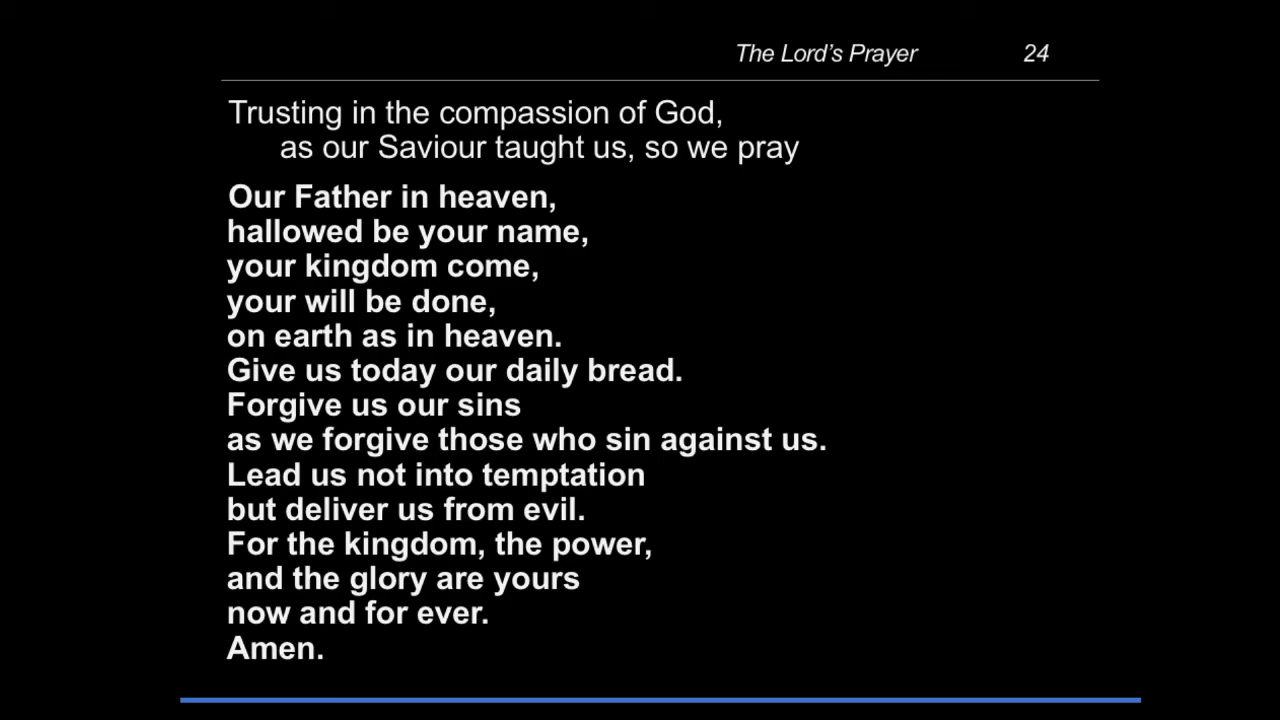 The Lord's Prayer 24
Trusting in the compassion of God,
as our Saviour taught us, so we pray
Our Father in heaven,
hallowed be your name,
your kingdom come,
your will be done,
on earth as in heaven.
Give us today our daily bread.
Forgive us our sins
as we forgive those who sin against us.
Lead us not into temptation
but deliver us from evil.
For the kingdom, the power,
and the glory are yours
now and for ever.
Amen.